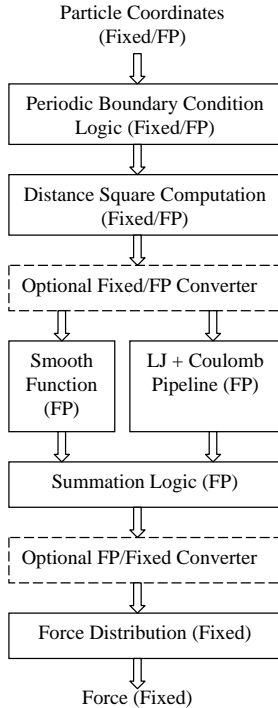 Particle Coordinates
(Fixed/FP)
Periodic Boundary Condition
Logic (Fixed/FP)
Distance Square Computation
(Fixed/FP)
Optional Fixed/FP Converter
Smooth
Function
(FP)
LJ + Coulomb
Pipeline (FP)
Summation Logic (FP)
Optional FP/Fixed Converter
Force Distribution (Fixed)
Force (Fixed)